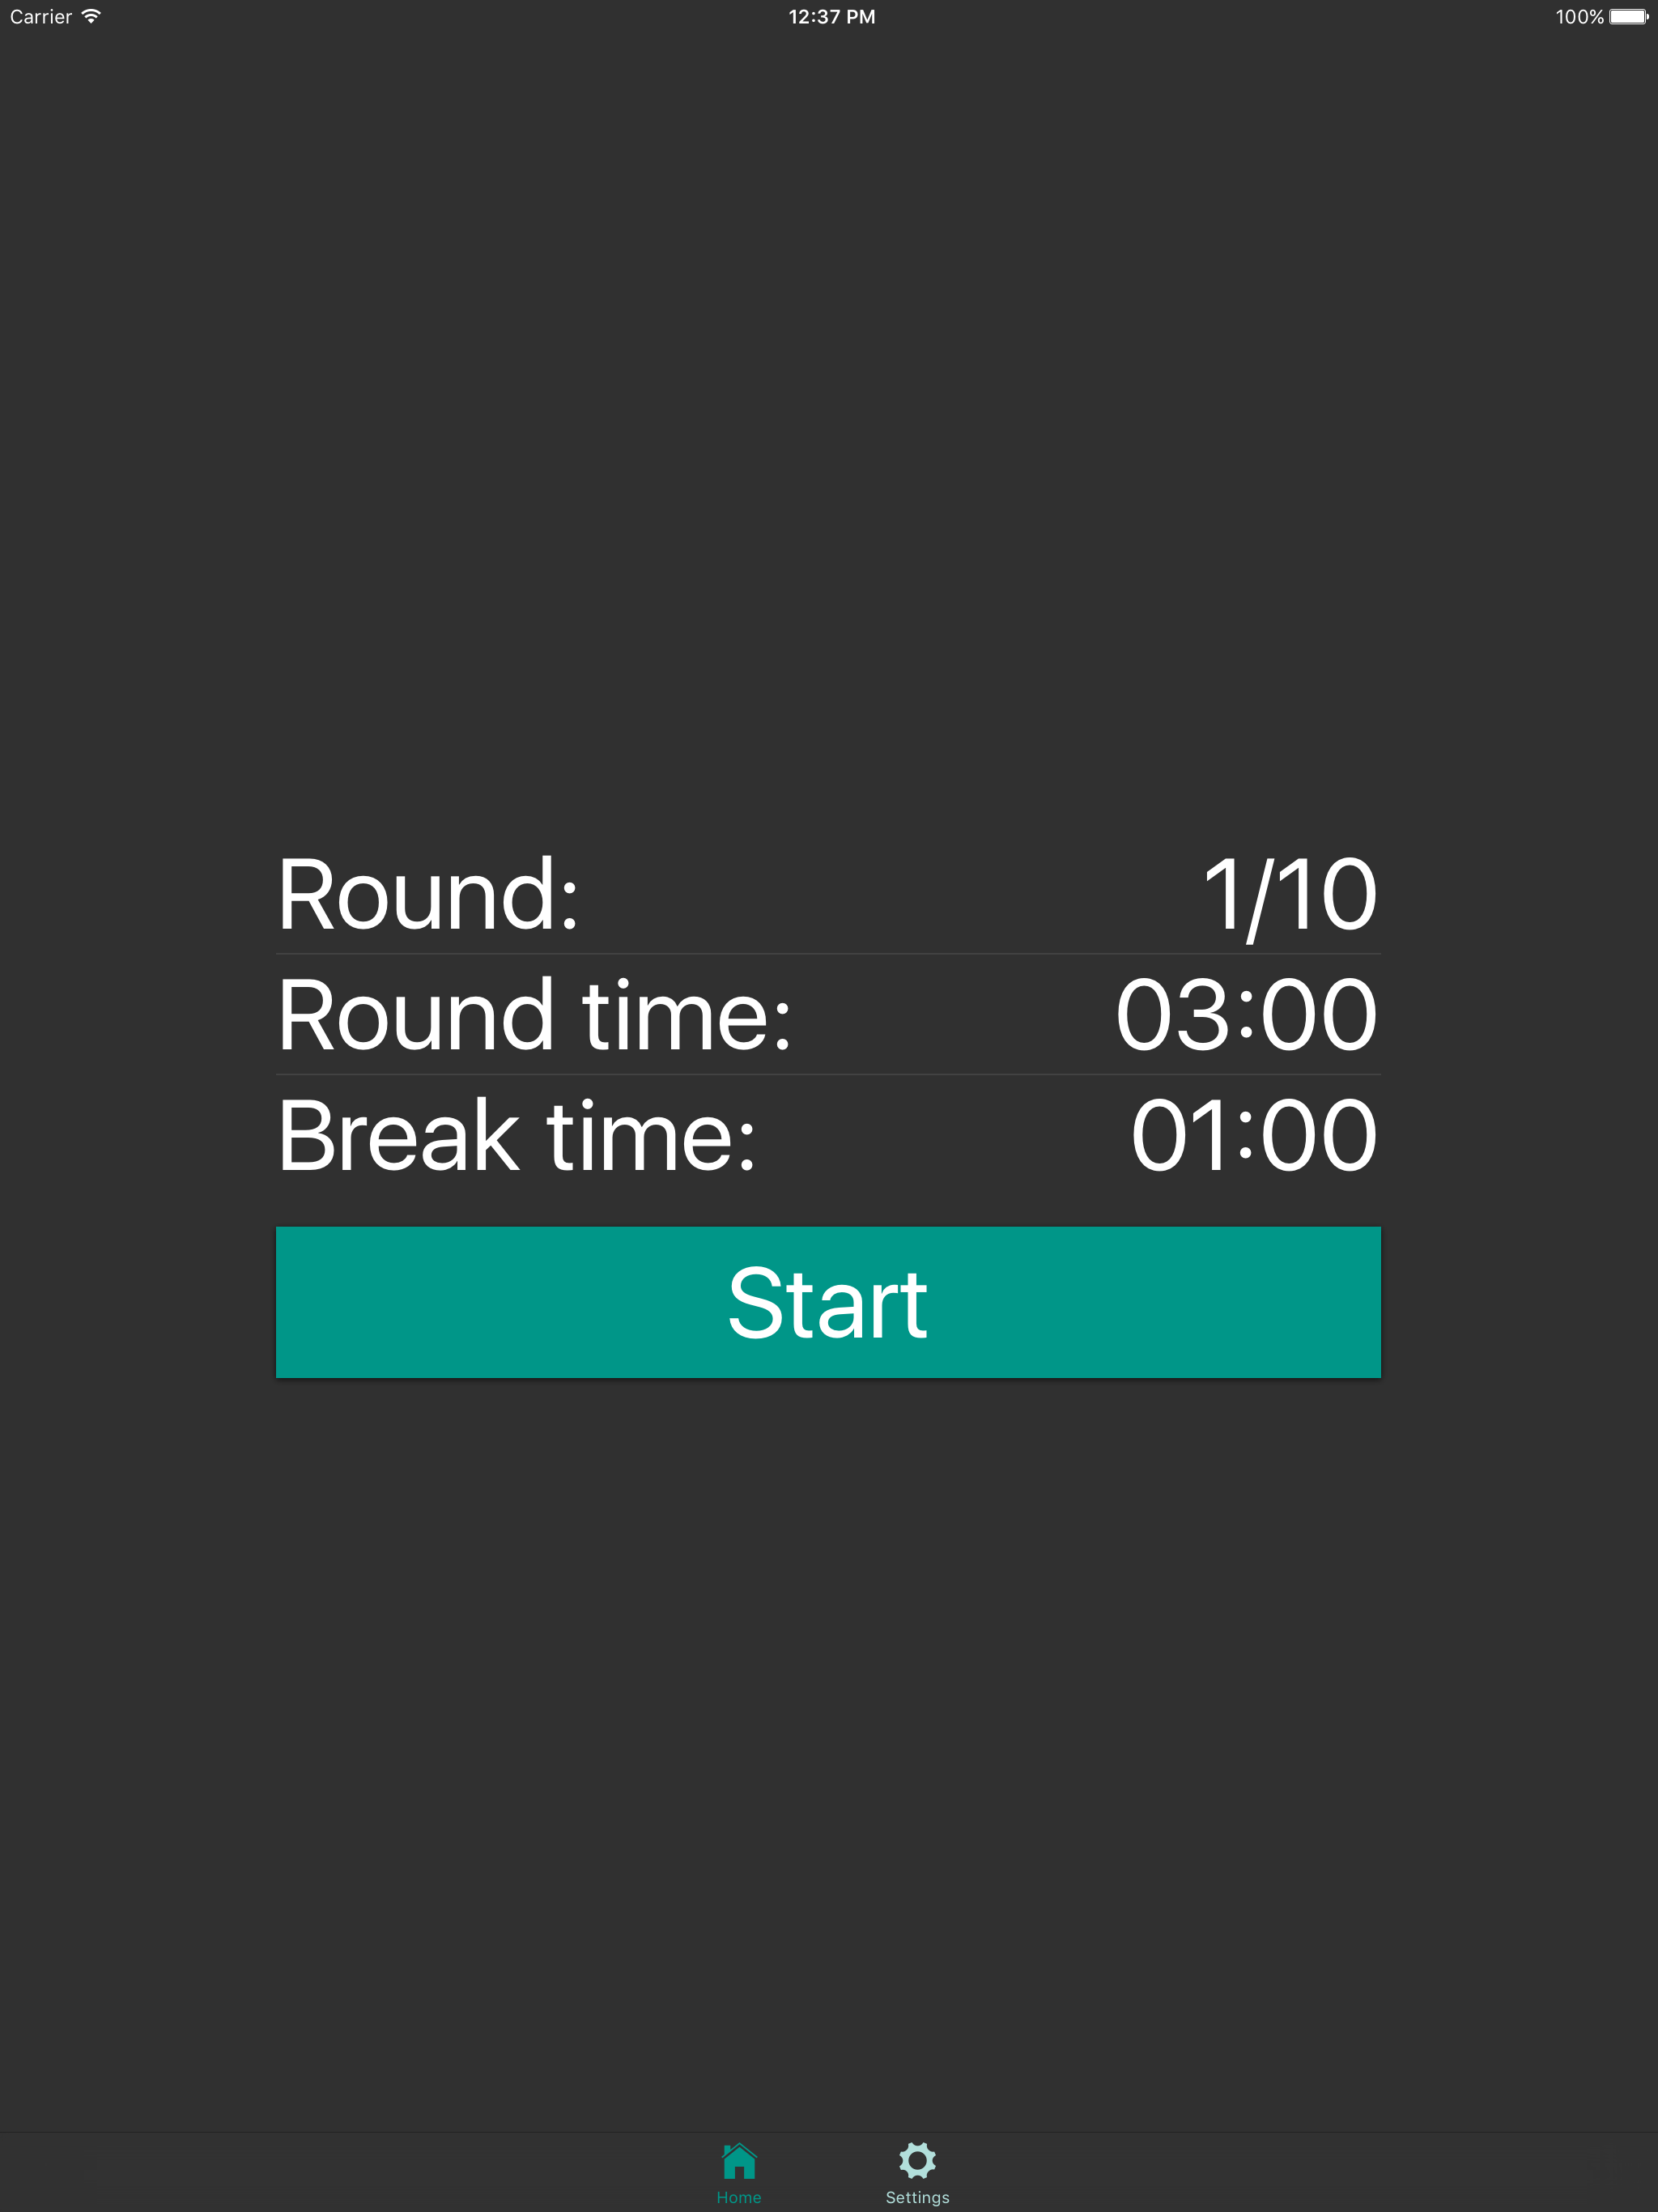 Carrier 12:37 PM 100%
Round: 1/10
Round time: 03:00
Break time: 01:00
Start
Home Settings